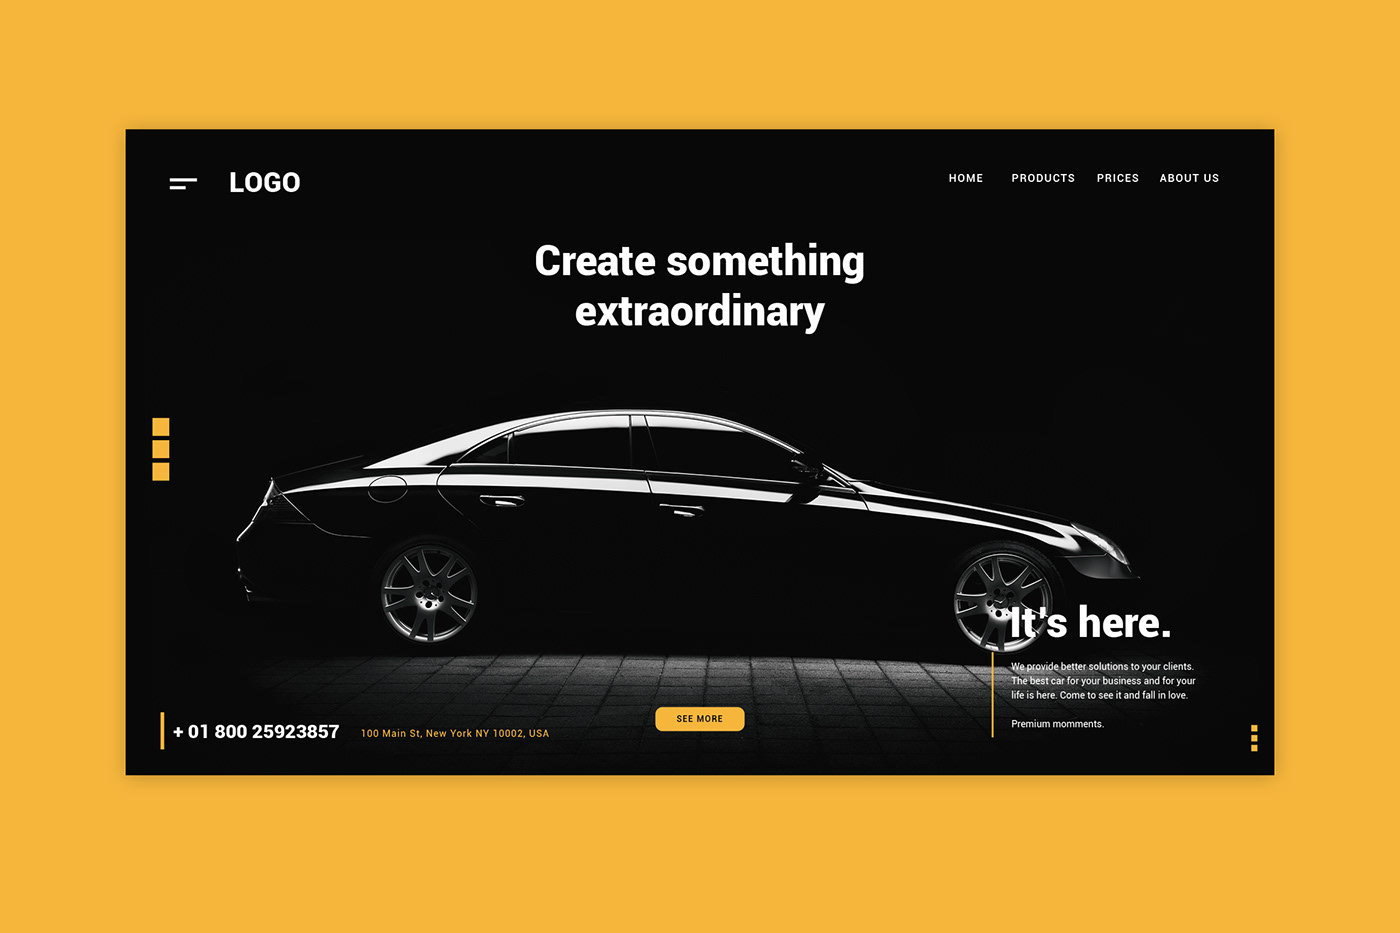 LOGO
HOME PRODUCTS PRICES ABOUT US
Create something
extraordinary
It's here.
We provide better solutions to your clients.
The best car for your business and for your
life is here. Come to see it and fall in love.
Premium momments.
SEE MORE
+ 01 800 25923857
100 Main St, New York NY 10002, USA